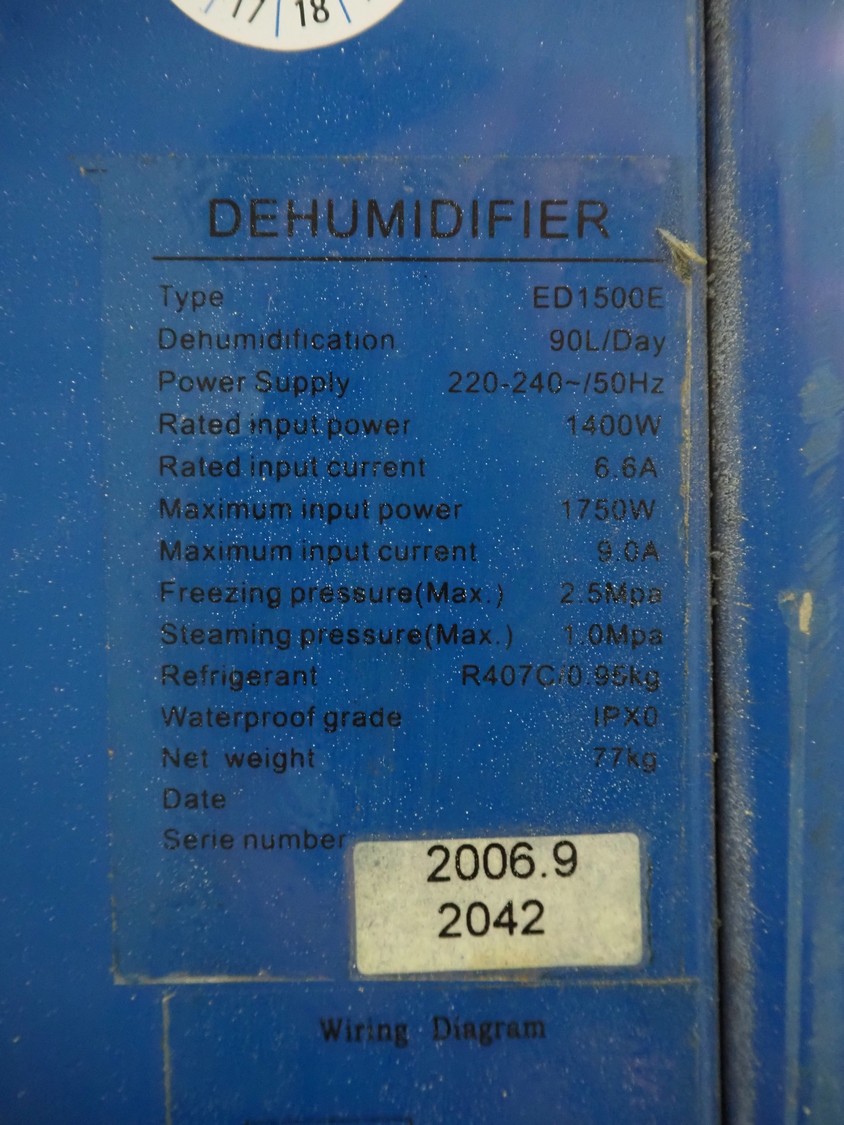 17 18
DEHUMIDIFIER
Type ED1500E
Dehumidification 90L/Day
Power Supply 220-240~/50Hz
Rated input power 1400W
Rated input current 6.6A
Maximum input power 1750W
Maximum input current 9.0A
Freezing pressure(Max.) 2.5Mpa
Steaming pressure(Max.) 1.0Mpa
Refrigerant R407C/0.95kg
Waterproof grade IPX0
Net weight 77kg
Date
Serie number
2006.9
2042
Wiring Diagram